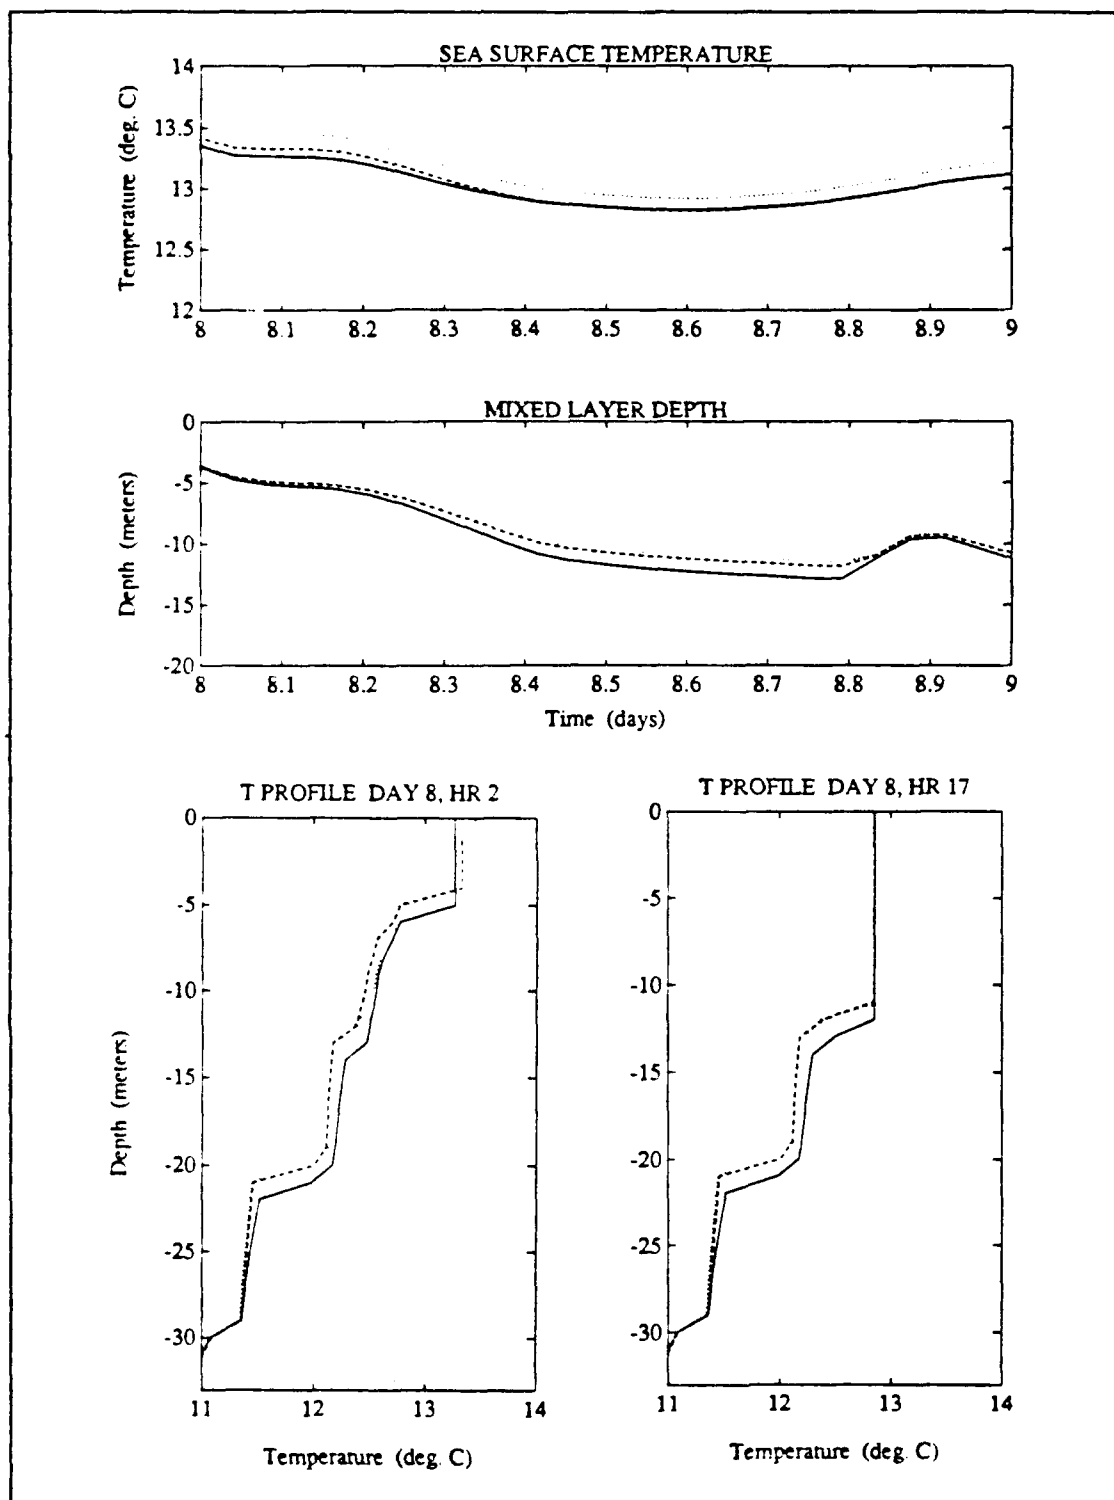 SEA SURFACE TEMPERATURE
Temperature (deg. C)
14
13.5
13
12.5
12
8 8.1 8.2 8.3 8.4 8.5 8.6 8.7 8.8 8.9 9
MIXED LAYER DEPTH
Depth (meters)
0
-5
-10
-15
-20
8 8.1 8.2 8.3 8.4 8.5 8.6 8.7 8.8 8.9 9
Time (days)
T PROFILE DAY 8, HR 2
Depth (meters)
0
-5
-10
-15
-20
-25
-30
11 12 13 14
Temperature (deg. C)
T PROFILE DAY 8, HR 17
0
-5
-10
-15
-20
-25
-30
11 12 13 14
Temperature (deg. C)